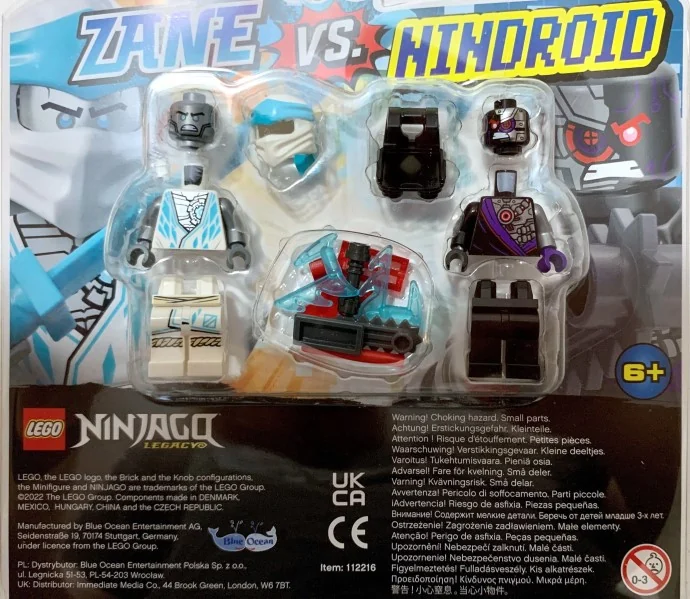 ZANE VS. NINDROID
6+
LEGO NINJAGO
LEGACY
LEGO, the LEGO logo, the Brick and the Knob configurations,
the Minifigure and NINJAGO are trademarks of the LEGO Group.
©2022 The LEGO Group. Components made in DENMARK,
MEXICO, HUNGARY, CHINA and the CZECH REPUBLIC.
Manufactured by Blue Ocean Entertainment AG,
Seidenstraße 19, 70174 Stuttgart, Germany,
under licence from the LEGO Group.
Blue Ocean
PL: Dystrybutor: Blue Ocean Entertainment Polska Sp. z o.o.,
ul. Legnicka 51-53, PL-54-203 Wrocław.
UK: Distributor: Immediate Media Co., 44 Brook Green, London, W6 7BT.
UK
CA
CE
Item: 112216
Warning! Choking hazard. Small parts.
Achtung! Erstickungsgefahr. Kleinteile.
Attention ! Risque d'étouffement. Petites pièces.
Waarschuwing! Verstikkingsgevaar. Kleine deeltjes.
Varoitus! Tukehtumisvaara. Pieniä osia.
Advarsel! Fare for kvelning. Små deler.
Varning! Kvävningsrisk. Små delar.
Avvertenza! Pericolo di soffocamento. Parti piccole.
¡Advertencia! Riesgo de asfixia. Piezas pequeñas.
Внимание! Содержит мелкие детали. Беречь от детей младше 3-х лет.
Ostrzeżenie! Zagrożenie zadławieniem. Małe elementy.
Atenção! Perigo de asfixia. Peças pequenas.
Upozornění! Nebezpečí zalknutí. Malé části.
Upozornenie! Nebezpečenstvo dusenia. Malé časti.
Figyelmeztetés! Fulladásveszély. Kis alkatrészek.
Προειδοποίηση! Κίνδυνος πνιγμού. Μικρά μέρη.
警告！小心窒息。当心小物件。
0-3